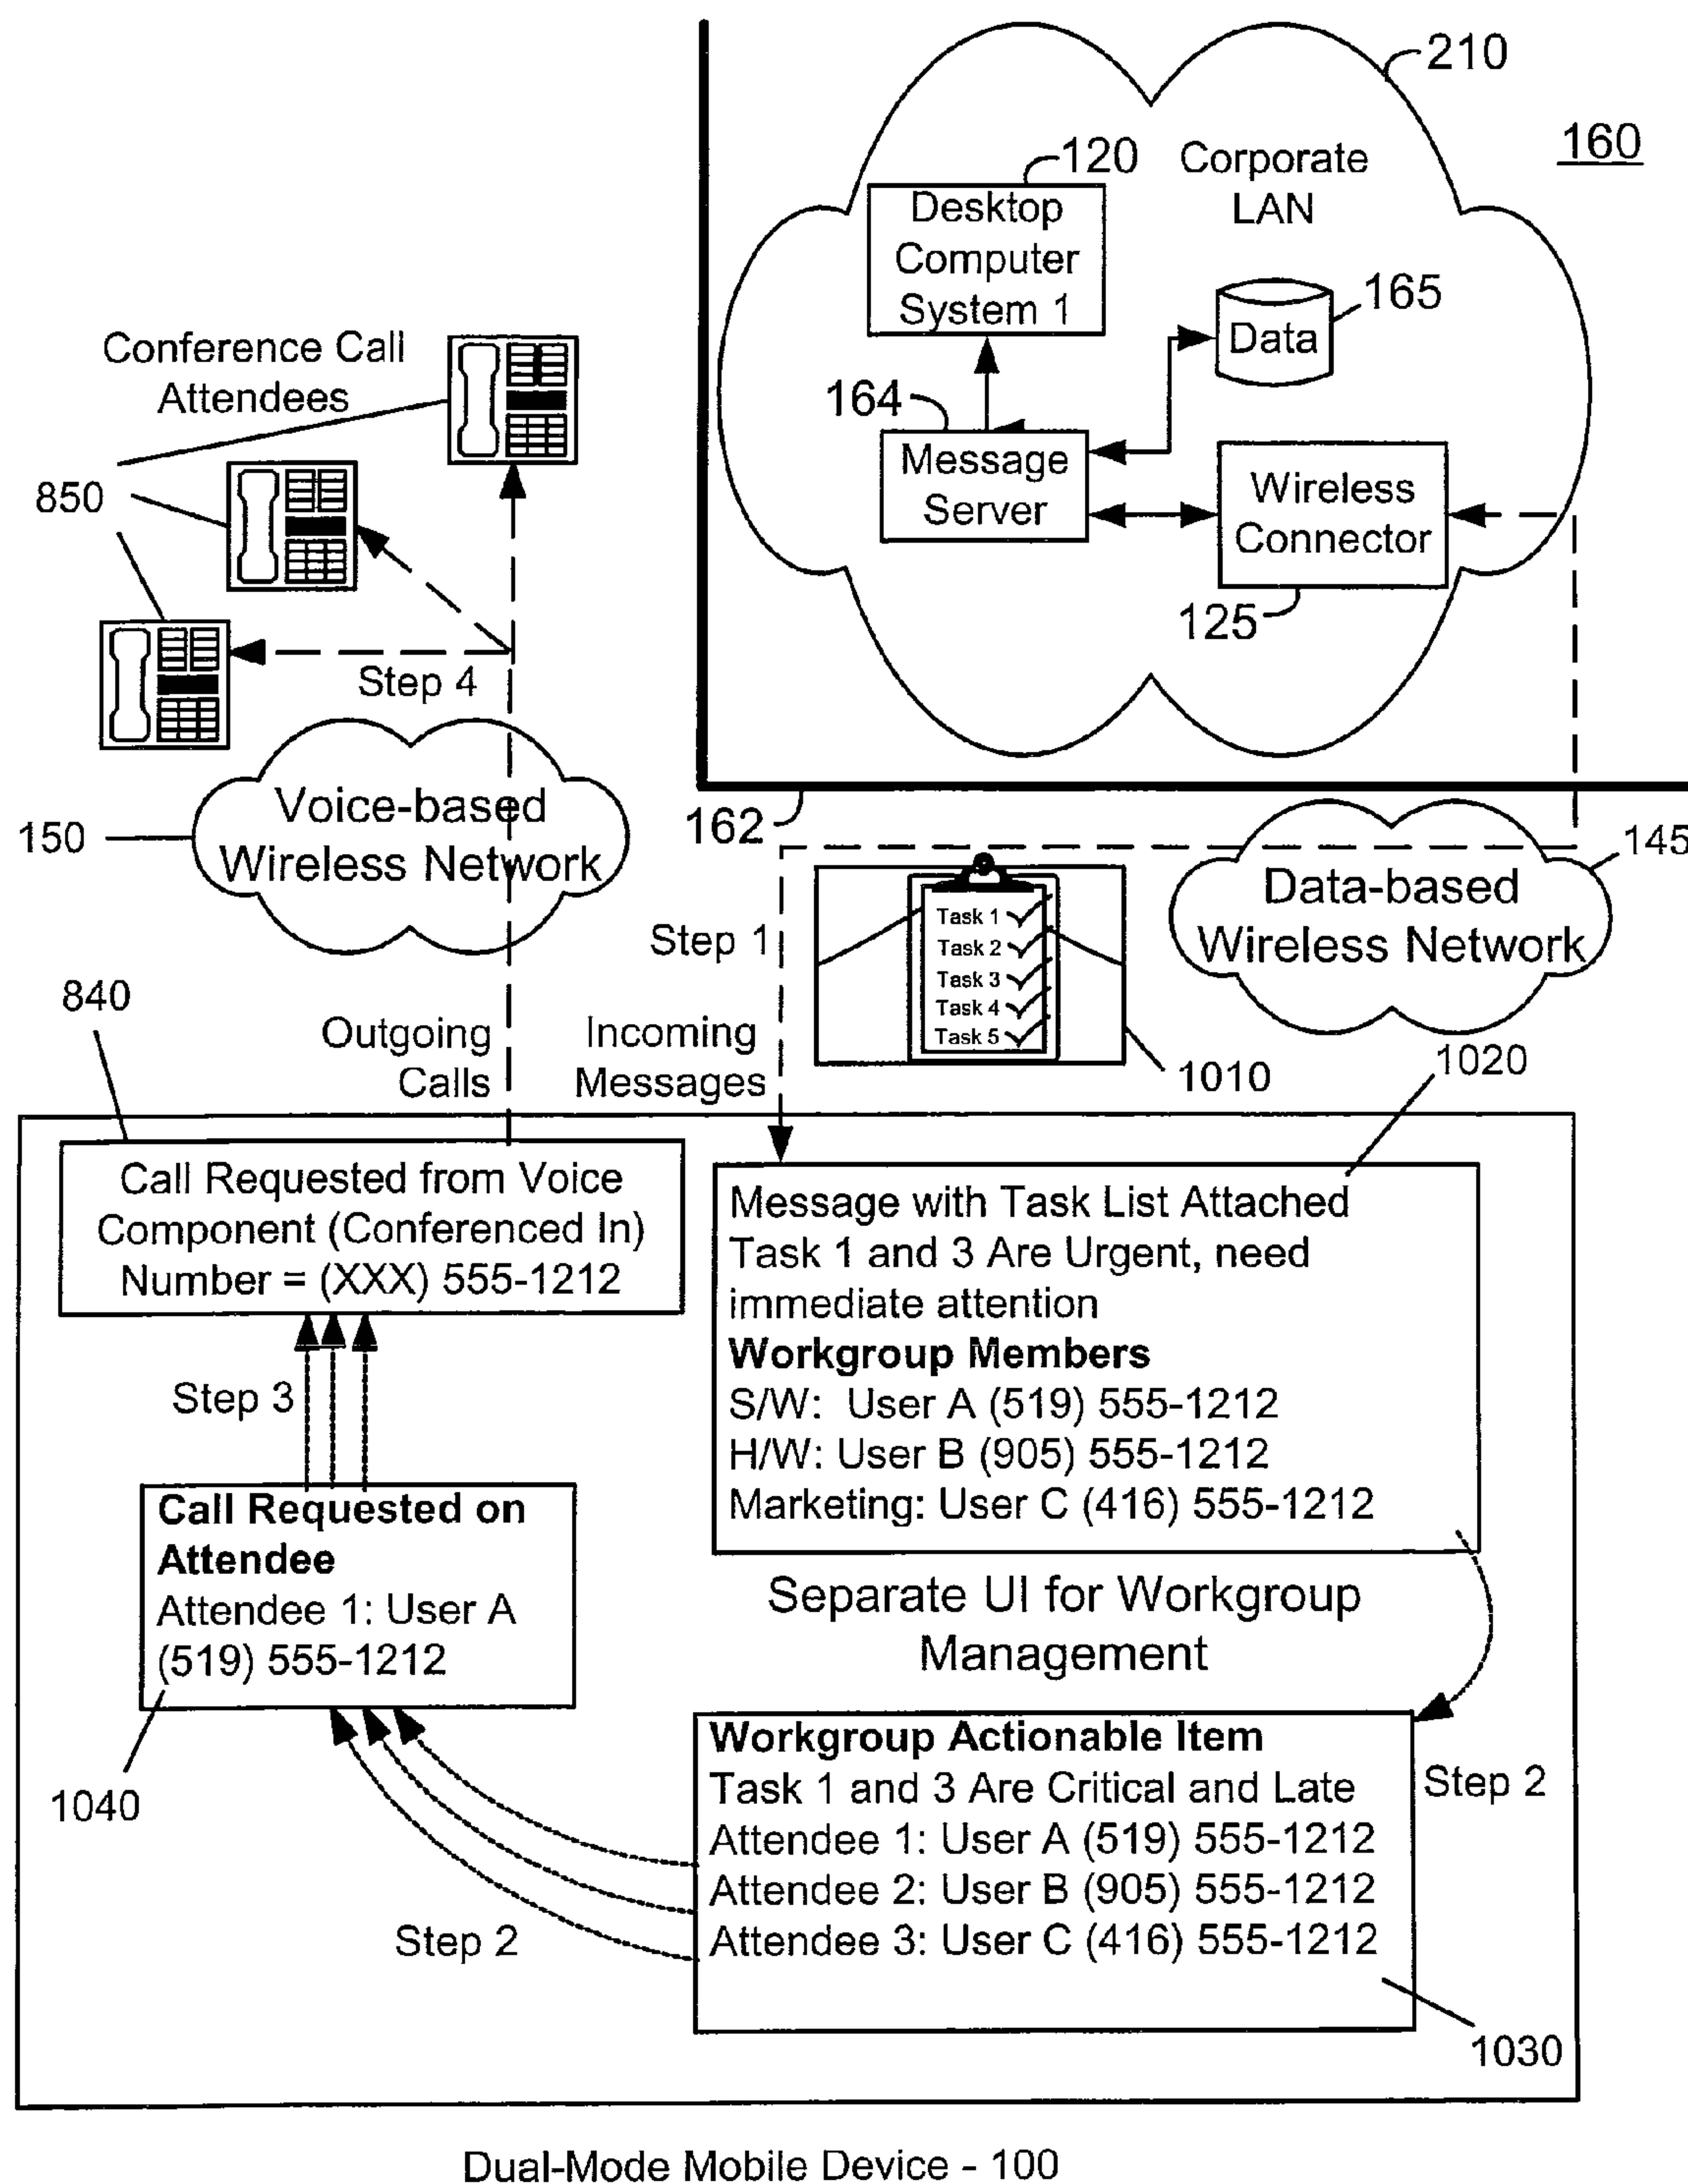 210
160
120
Corporate
LAN
Desktop
Computer
System 1
165
Data
164
Message
Server
Wireless
Connector
125
Conference Call
Attendees
850
Step 4
Voice-based
Wireless Network
150
162
145
Data-based
Wireless Network
Step 1
Task 1
Task 2
Task 3
Task 4
Task 5
1010
1020
840
Outgoing
Calls
Incoming
Messages
Call Requested from Voice
Component (Conferenced In)
Number = (XXX) 555-1212
Message with Task List Attached
Task 1 and 3 Are Urgent, need
immediate attention
Workgroup Members
S/W: User A (519) 555-1212
H/W: User B (905) 555-1212
Marketing: User C (416) 555-1212
Step 3
Call Requested on
Attendee
Attendee 1: User A
(519) 555-1212
1040
Separate UI for Workgroup
Management
Workgroup Actionable Item
Task 1 and 3 Are Critical and Late
Attendee 1: User A (519) 555-1212
Attendee 2: User B (905) 555-1212
Attendee 3: User C (416) 555-1212
Step 2
Step 2
1030
Dual-Mode Mobile Device - 100